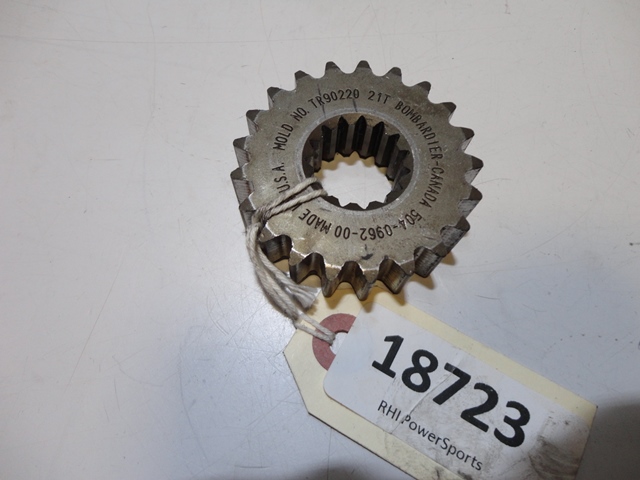 MOLD. NO. TR90220 21T BOMBARDIER-CANADA 504-0962-00 MADE U.S.A.
18723
RHI PowerSports